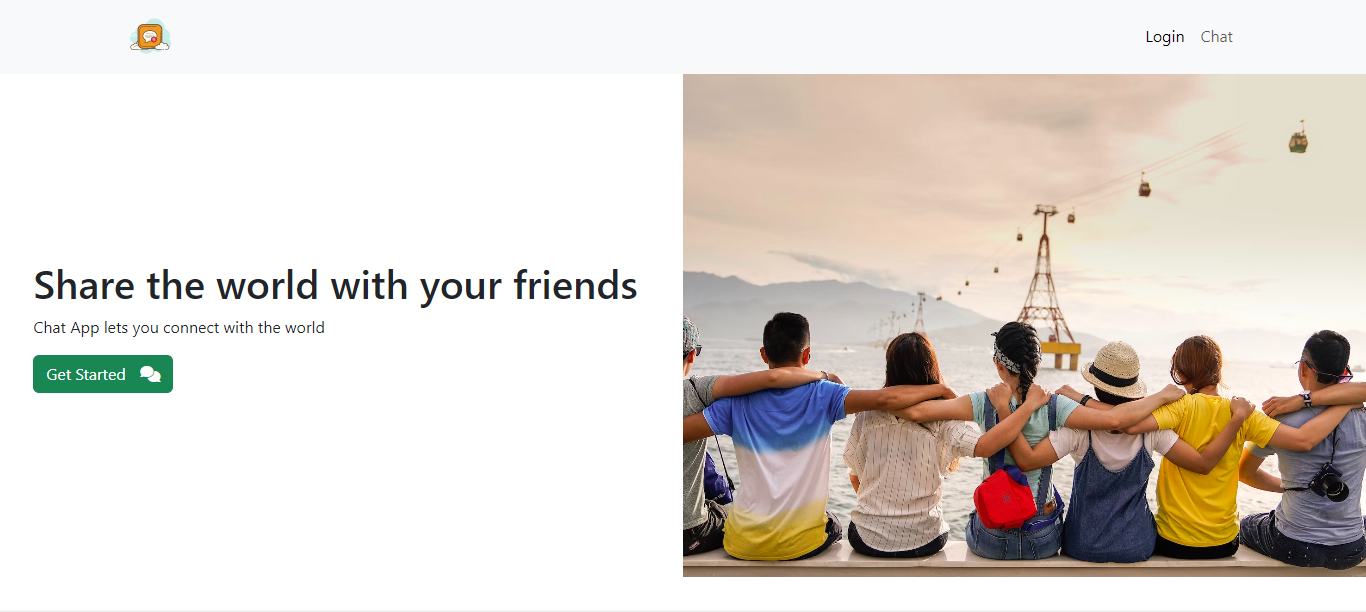 Login Chat
Share the world with your friends
Chat App lets you connect with the world
Get Started